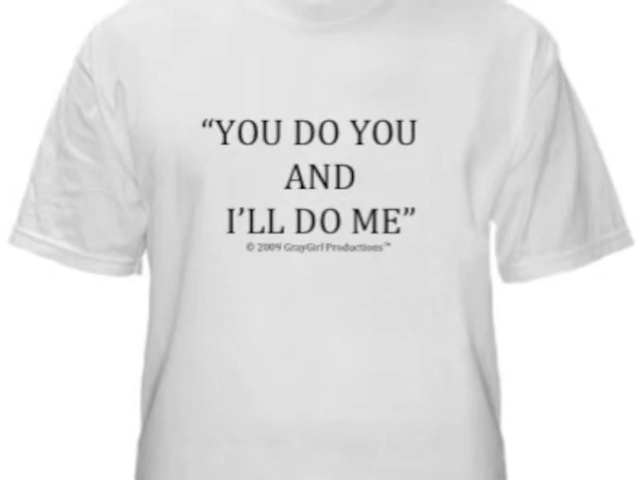 “YOU DO YOU
AND
I’LL DO ME”
© 2009 GrayGirl Productions™